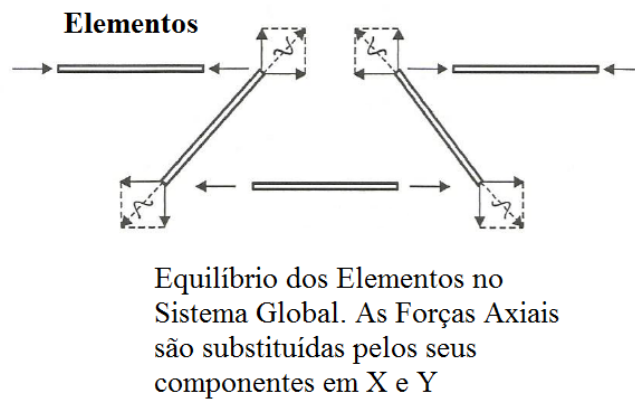 Elementos
Equilíbrio dos Elementos no
Sistema Global. As Forças Axiais
são substituídas pelos seus
componentes em X e Y